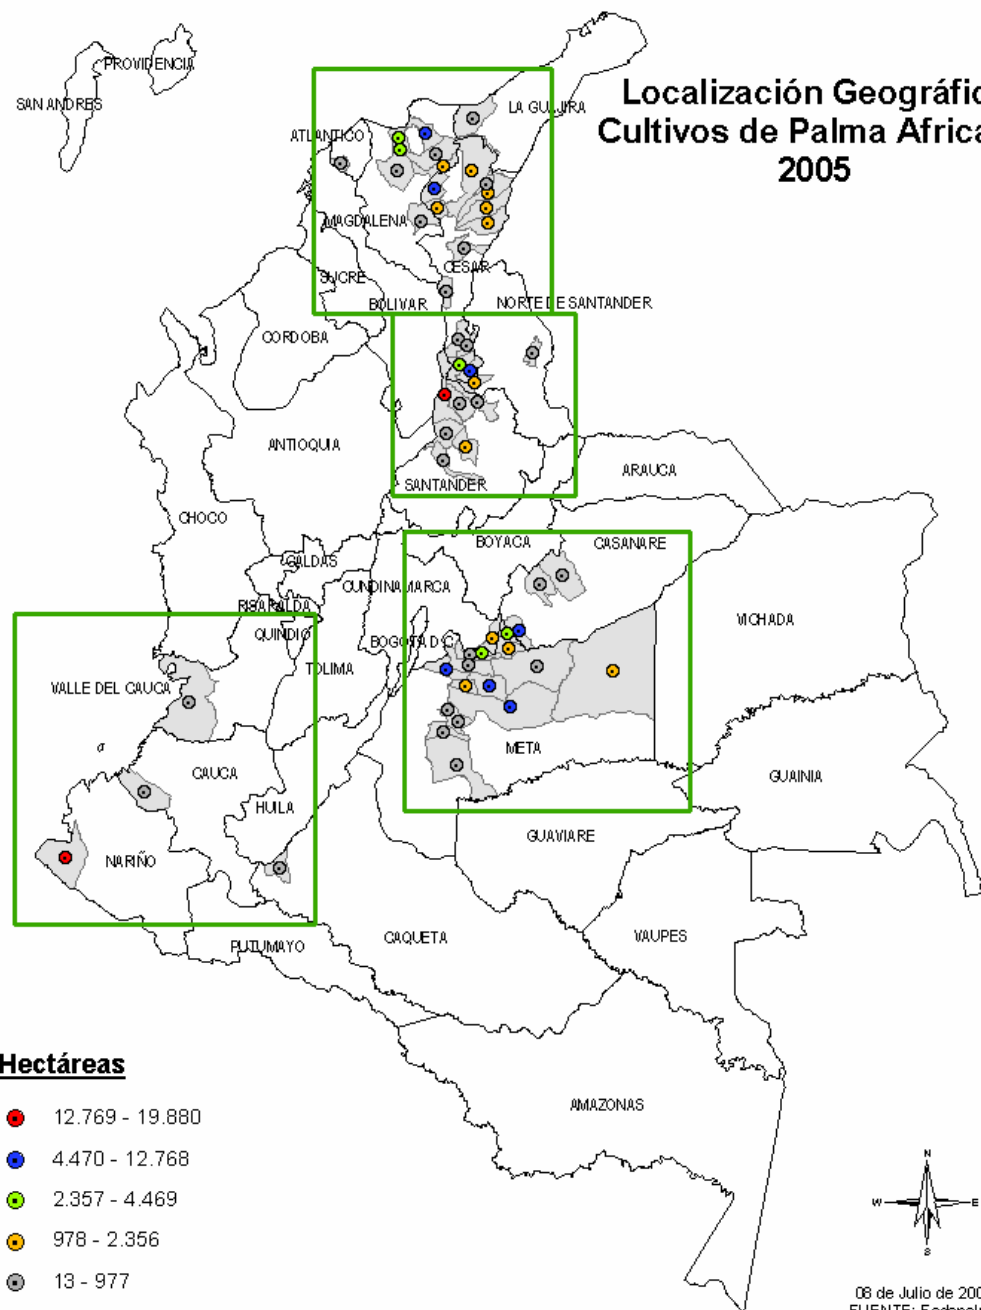 PROVIDENCIA
SAN ANDRES
Localización Geográfic
Cultivos de Palma Africa
2005
LA GUAJIRA
ATLANTICO
MAGDALENA
CESAR
SUCRE
BOLIVAR
NORTE DE SANTANDER
CORDOBA
ANTIOQUIA
ARAUCA
SANTANDER
CHOCO
BOYACA
CASANARE
CALDAS
CUNDINAMARCA
RISARALDA
VICHADA
QUINDIO
BOGOTA D.C
TOLIMA
VALLE DEL CAUCA
META
CAUCA
GUAINIA
HUILA
GUAVIARE
NARIÑO
CAQUETA
VAUPES
PUTUMAYO
AMAZONAS
Hectáreas
12.769 - 19.880
4.470 - 12.768
2.357 - 4.469
978 - 2.356
13 - 977
N
W
E
S
08 de Julio de 200